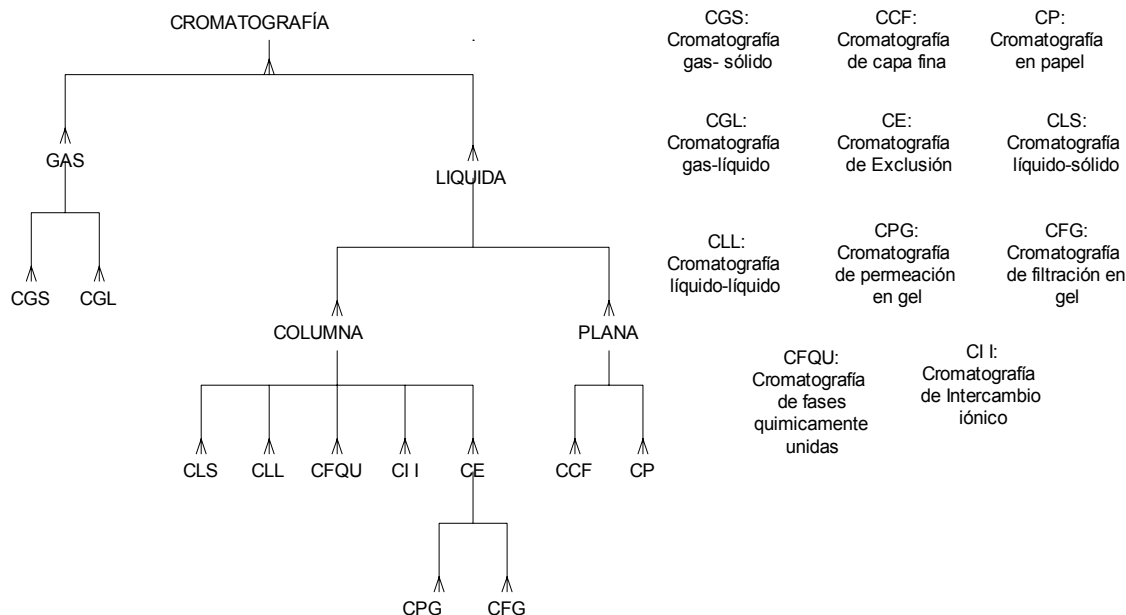 CROMATOGRAFÍA
GAS
LIQUIDA
CGS CGL
COLUMNA PLANA
CLS CLL CFQU CI I CE CCF CP
CPG CFG
CGS:
Cromatografía
gas- sólido
CCF:
Cromatografía
de capa fina
CP:
Cromatografía
en papel
CGL:
Cromatografía
gas-líquido
CE:
Cromatografía
de Exclusión
CLS:
Cromatografía
líquido-sólido
CLL:
Cromatografía
líquido-líquido
CPG:
Cromatografía
de permeación
en gel
CFG:
Cromatografía
de filtración en
gel
CFQU:
Cromatografía
de fases
quimicamente
unidas
CI I:
Cromatografía
de Intercambio
iónico